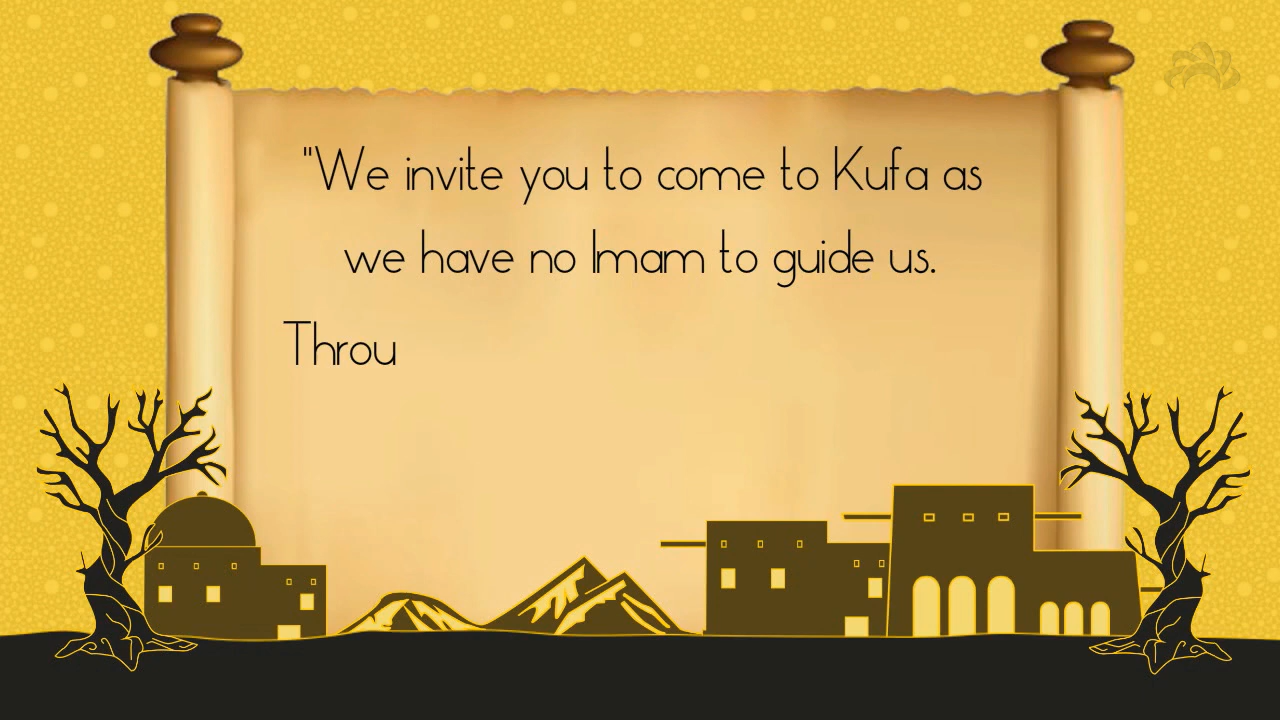 "We invite you to come to Kufa as
we have no Imam to guide us.
Throu